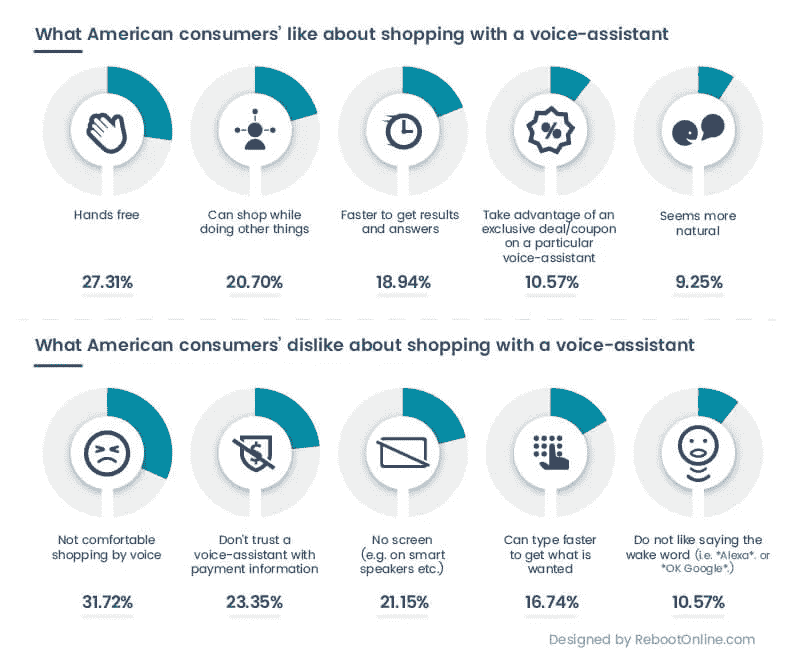 What American consumers' like about shopping with a voice-assistant
%
Hands free
27.31%
Can shop while
doing other things
20.70%
Faster to get results
and answers
18.94%
Take advantage of an
exclusive deal/coupon
on a particular
voice-assistant
10.57%
Seems more
natural
9.25%
What American consumers' dislike about shopping with a voice-assistant
$
Not comfortable
shopping by voice
31.72%
Don't trust a
voice-assistant with
payment information
23.35%
No screen
(e.g. on smart
speakers etc.)
21.15%
Can type faster
to get what is
wanted
16.74%
Do not like saying the
wake word (i.e. *Alexa*. or
*OK Google*.)
10.57%
Designed by RebootOnline.com